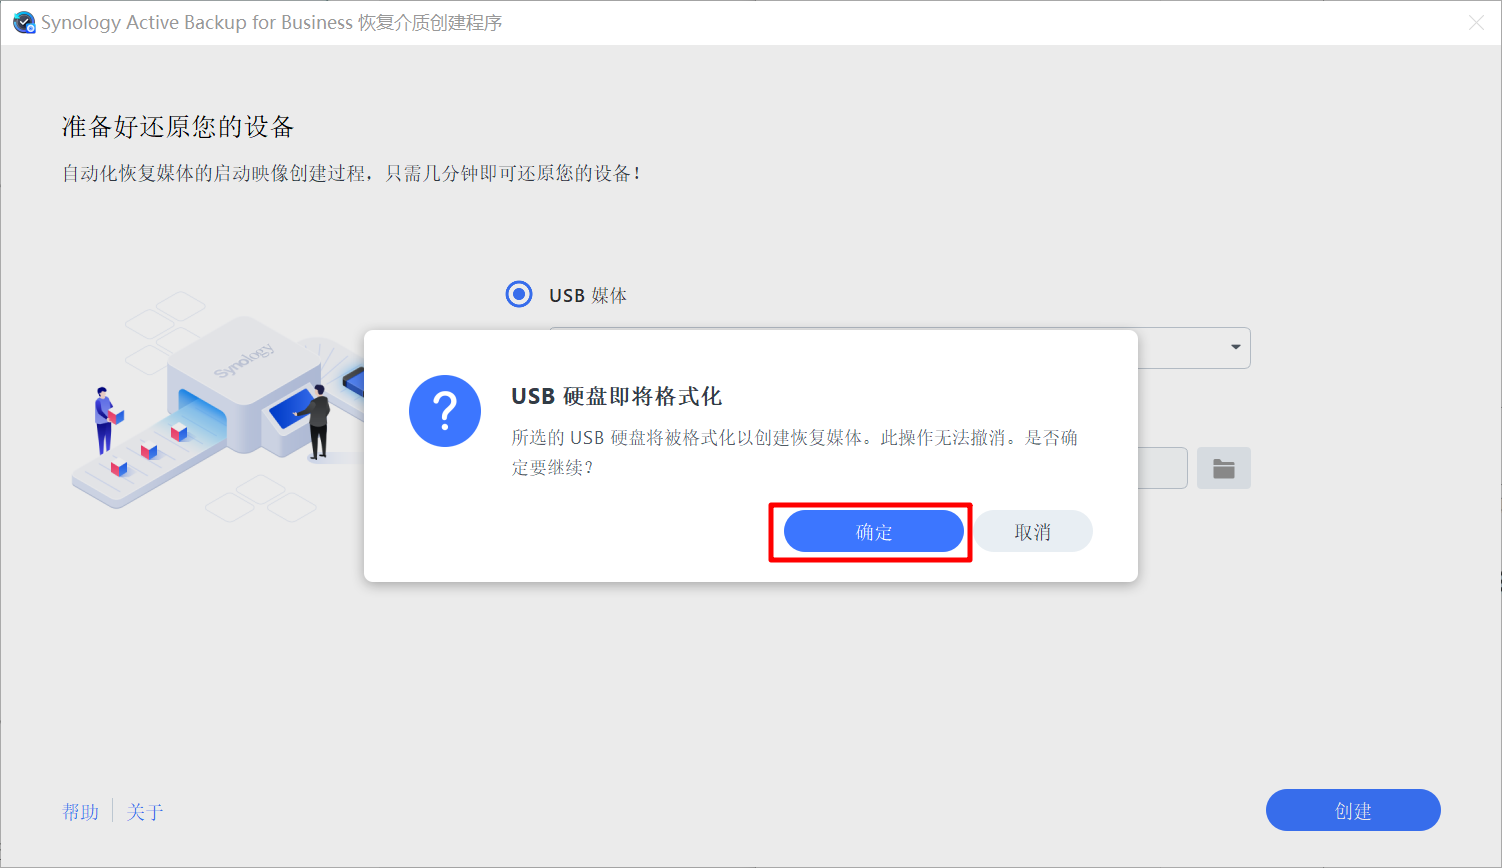 Synology Active Backup for Business 恢复介质创建程序
准备好还原您的设备
自动化恢复媒体的启动映像创建过程，只需几分钟即可还原您的设备！
USB 媒体
Synology
USB 硬盘即将格式化
所选的 USB 硬盘将被格式化以创建恢复媒体。此操作无法撤消。是否确
定要继续？
确定
取消
帮助
关于
创建